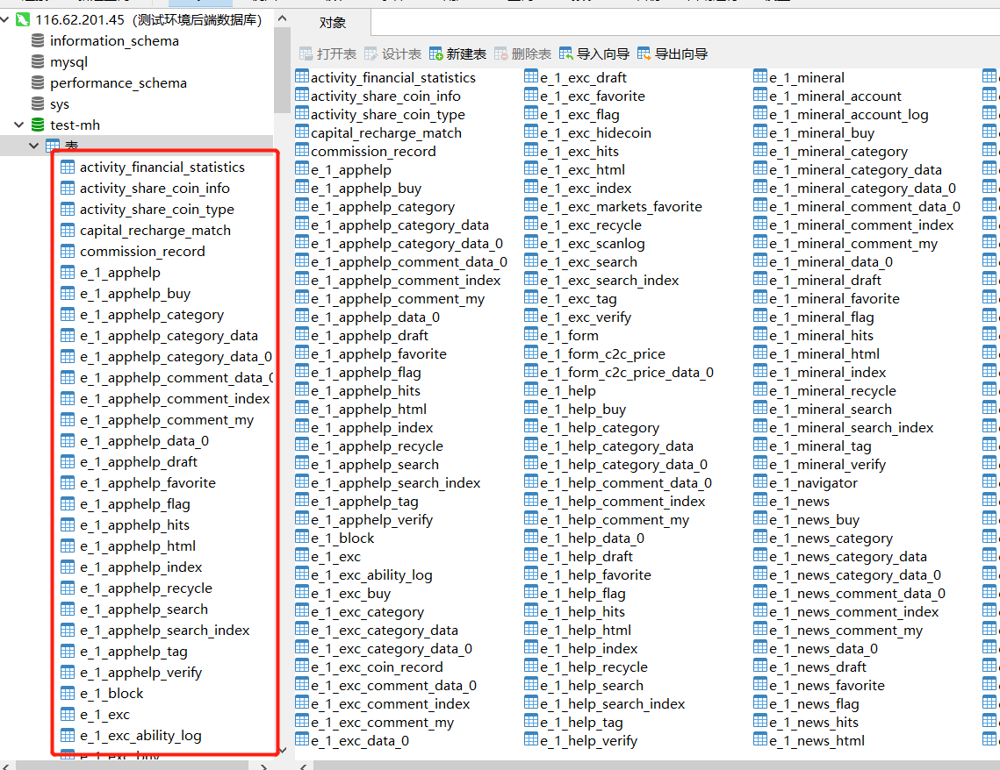 116.62.201.45（测试环境后端数据库）
information_schema
mysql
performance_schema
sys
test-mh
表
activity_financial_statistics
activity_share_coin_info
activity_share_coin_type
capital_recharge_match
commission_record
e_1_apphelp
e_1_apphelp_buy
e_1_apphelp_category
e_1_apphelp_category_data
e_1_apphelp_category_data_0
e_1_apphelp_comment_data_0
e_1_apphelp_comment_index
e_1_apphelp_comment_my
e_1_apphelp_data_0
e_1_apphelp_draft
e_1_apphelp_favorite
e_1_apphelp_flag
e_1_apphelp_hits
e_1_apphelp_html
e_1_apphelp_index
e_1_apphelp_recycle
e_1_apphelp_search
e_1_apphelp_search_index
e_1_apphelp_tag
e_1_apphelp_verify
e_1_block
e_1_exc
e_1_exc_ability_log
e_1_exc_buy
对象
打开表 设计表 新建表 删除表 导入向导 导出向导
activity_financial_statistics
activity_share_coin_info
activity_share_coin_type
capital_recharge_match
commission_record
e_1_apphelp
e_1_apphelp_buy
e_1_apphelp_category
e_1_apphelp_category_data
e_1_apphelp_category_data_0
e_1_apphelp_comment_data_0
e_1_apphelp_comment_index
e_1_apphelp_comment_my
e_1_apphelp_data_0
e_1_apphelp_draft
e_1_apphelp_favorite
e_1_apphelp_flag
e_1_apphelp_hits
e_1_apphelp_html
e_1_apphelp_index
e_1_apphelp_recycle
e_1_apphelp_search
e_1_apphelp_search_index
e_1_apphelp_tag
e_1_apphelp_verify
e_1_block
e_1_exc
e_1_exc_ability_log
e_1_exc_buy
e_1_exc_category
e_1_exc_category_data
e_1_exc_category_data_0
e_1_exc_coin_record
e_1_exc_comment_data_0
e_1_exc_comment_index
e_1_exc_comment_my
e_1_exc_data_0
e_1_exc_draft
e_1_exc_favorite
e_1_exc_flag
e_1_exc_hidecoin
e_1_exc_hits
e_1_exc_html
e_1_exc_index
e_1_exc_markets_favorite
e_1_exc_recycle
e_1_exc_scanlog
e_1_exc_search
e_1_exc_search_index
e_1_exc_tag
e_1_exc_verify
e_1_form
e_1_form_c2c_price
e_1_form_c2c_price_data_0
e_1_help
e_1_help_buy
e_1_help_category
e_1_help_category_data
e_1_help_category_data_0
e_1_help_comment_data_0
e_1_help_comment_index
e_1_help_comment_my
e_1_help_data_0
e_1_help_draft
e_1_help_favorite
e_1_help_flag
e_1_help_hits
e_1_help_html
e_1_help_index
e_1_help_recycle
e_1_help_search
e_1_help_search_index
e_1_help_tag
e_1_help_verify
e_1_mineral
e_1_mineral_account
e_1_mineral_account_log
e_1_mineral_buy
e_1_mineral_category
e_1_mineral_category_data
e_1_mineral_category_data_0
e_1_mineral_comment_data_0
e_1_mineral_comment_index
e_1_mineral_comment_my
e_1_mineral_data_0
e_1_mineral_draft
e_1_mineral_favorite
e_1_mineral_flag
e_1_mineral_hits
e_1_mineral_html
e_1_mineral_index
e_1_mineral_recycle
e_1_mineral_search
e_1_mineral_search_index
e_1_mineral_tag
e_1_mineral_verify
e_1_navigator
e_1_news
e_1_news_buy
e_1_news_category
e_1_news_category_data
e_1_news_category_data_0
e_1_news_comment_data_0
e_1_news_comment_index
e_1_news_comment_my
e_1_news_data_0
e_1_news_draft
e_1_news_favorite
e_1_news_flag
e_1_news_hits
e_1_news_html